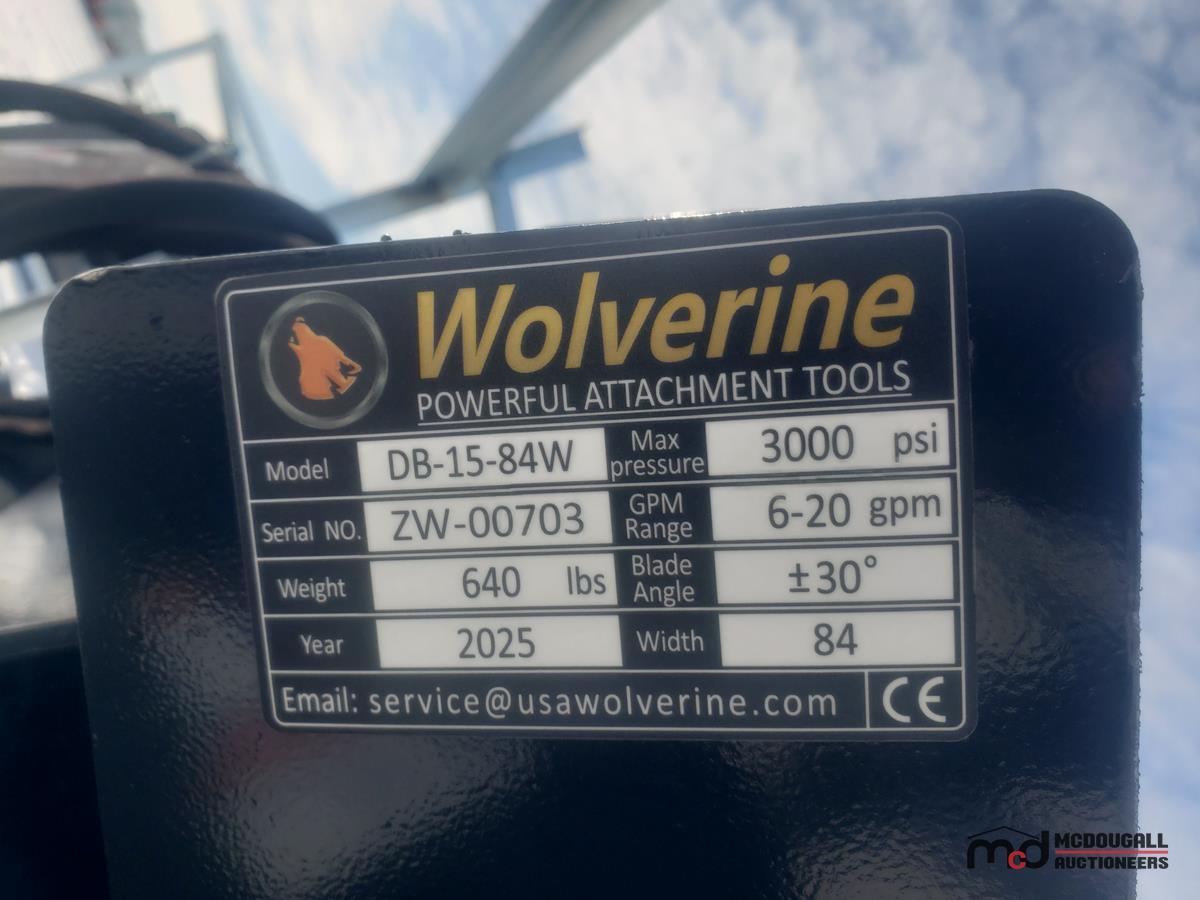 Wolverine
POWERFUL ATTACHMENT TOOLS
Model DB-15-84W Max pressure 3000 psi
Serial NO. ZW-00703 GPM Range 6-20 gpm
Weight 640 lbs Blade Angle ±30°
Year 2025 Width 84
Email: service@usawolverine.com CE
mcd MCDOUGALL
AUCTIONEERS